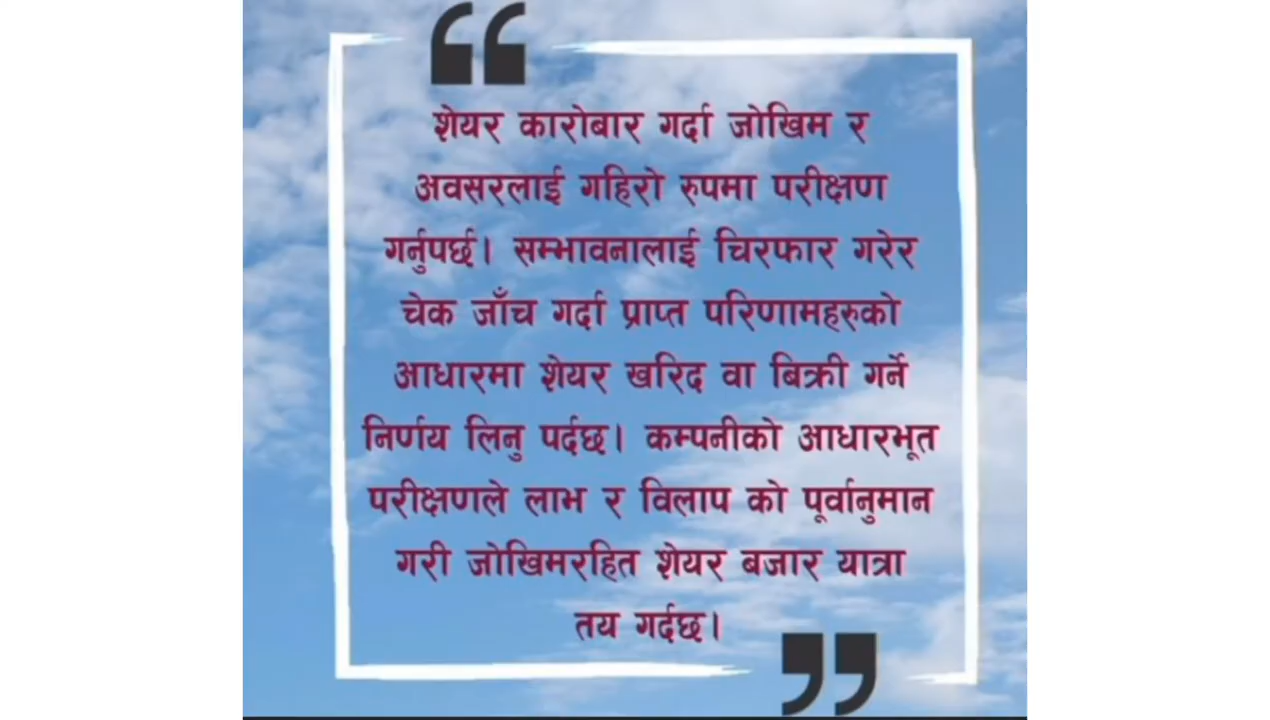 शेयर कारोबार गर्दा जोखिम र
अवसरलाई गहिरो रुपमा परीक्षण
गर्नुपर्छ। सम्भावनालाई चिरफार गरेर
चेक जाँच गर्दा प्राप्त परिणामहरुको
आधारमा शेयर खरिद वा बिक्री गर्ने
निर्णय लिनु पर्दछ। कम्पनीको आधारभूत
परीक्षणले लाभ र विलाप को पूर्वानुमान
गरी जोखिमरहित शेयर बजार यात्रा
तय गर्दछ।